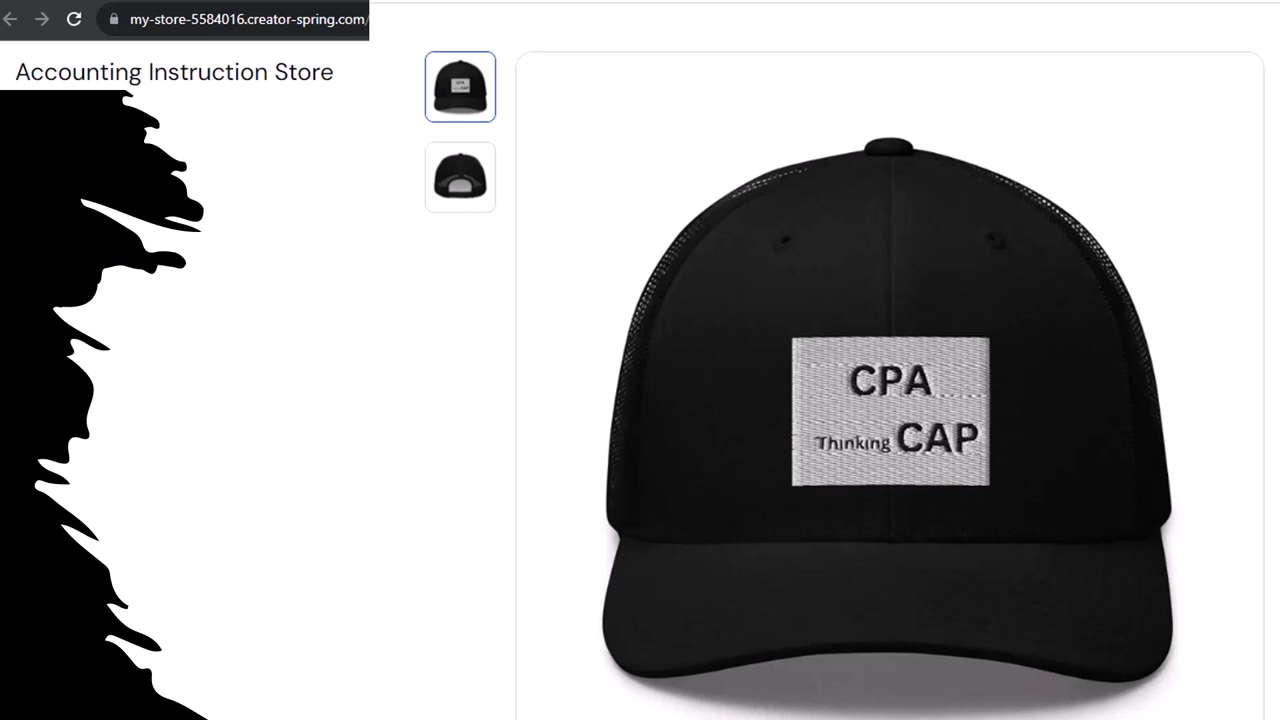 my-store-5584016.creator-spring.com/
Accounting Instruction Store
CPA
Thinking CAP